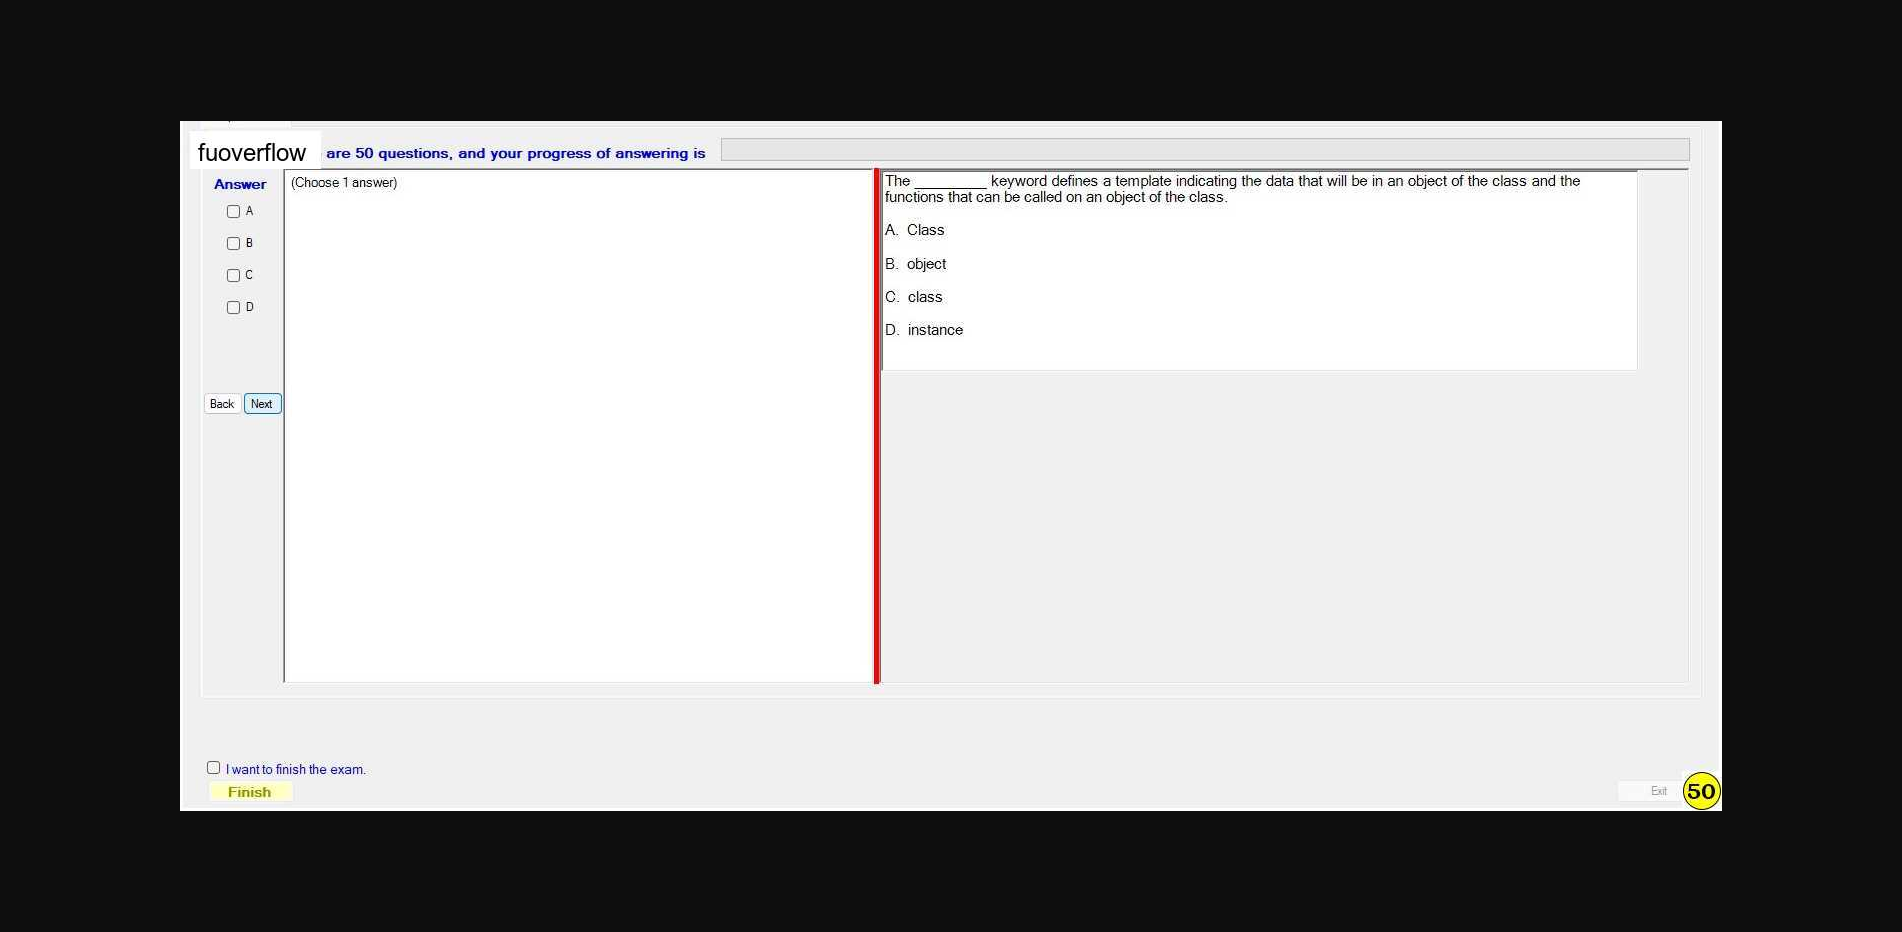 fuoverflow are 50 questions, and your progress of answering is
Answer
A
B
C
D
Back Next
(Choose 1 answer)
The _________ keyword defines a template indicating the data that will be in an object of the class and the
functions that can be called on an object of the class.
A. Class
B. object
C. class
D. instance
I want to finish the exam.
Finish
Exit
50